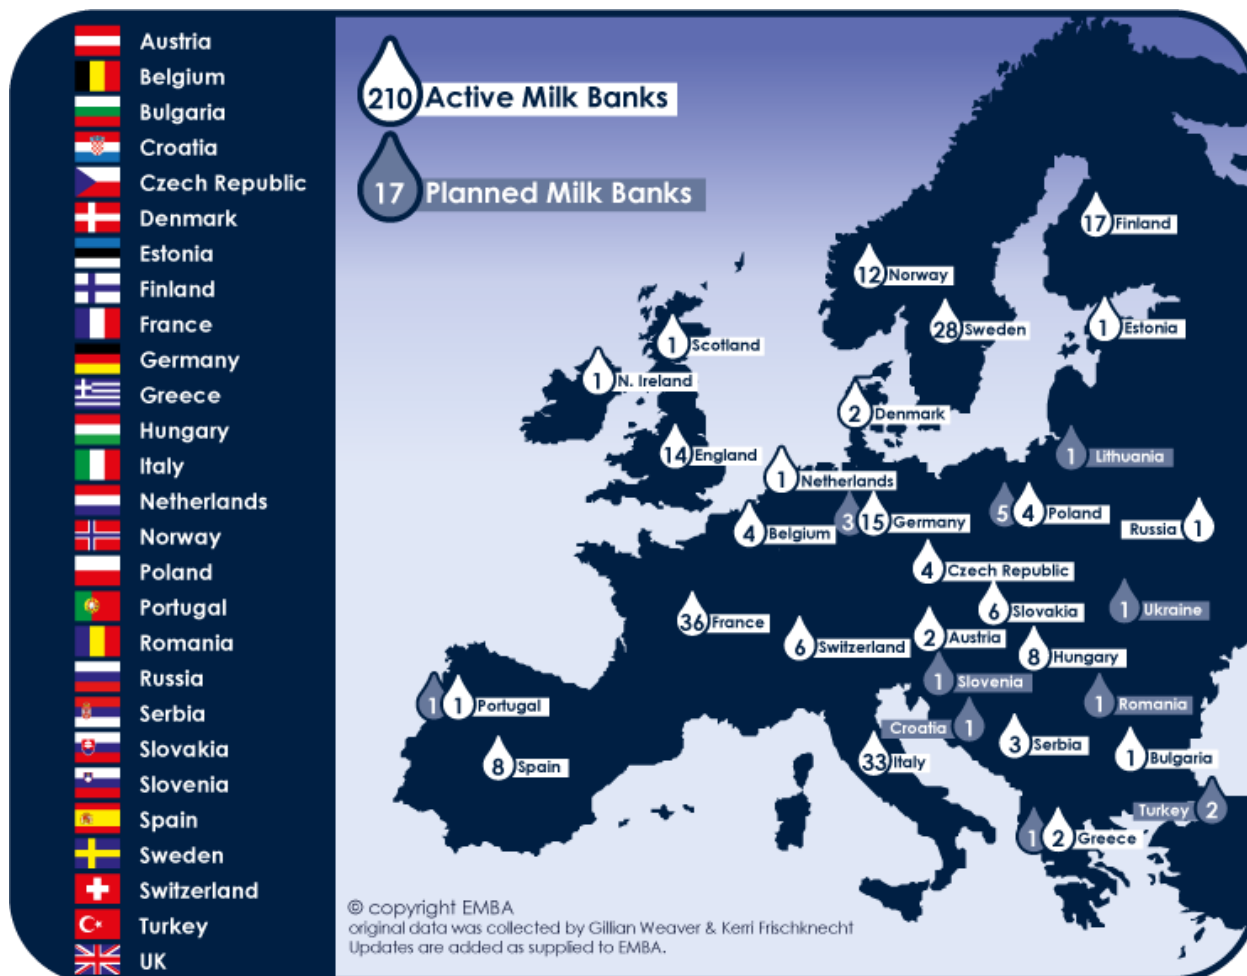 Austria
Belgium
Bulgaria
Croatia
Czech Republic
Denmark
Estonia
Finland
France
Germany
Greece
Hungary
Italy
Netherlands
Norway
Poland
Portugal
Romania
Russia
Serbia
Slovakia
Slovenia
Spain
Sweden
Switzerland
Turkey
UK
210 Active Milk Banks
17 Planned Milk Banks
17 Finland
12 Norway
28 Sweden
1 Estonia
1 Scotland
1 N. Ireland
2 Denmark
14 England
1 Lithuania
1 Netherlands
4 Belgium
3 15 Germany
5 4 Poland
Russia 1
4 Czech Republic
6 Slovakia
1 Ukraine
36 France
6 Switzerland
2 Austria
8 Hungary
1 Slovenia
1 Romania
1 1 Portugal
Croatia 1
3 Serbia
1 Bulgaria
8 Spain
33 Italy
Turkey 2
1 2 Greece
© copyright EMBA
original data was collected by Gillian Weaver & Kerri Frischknecht
Updates are added as supplied to EMBA.